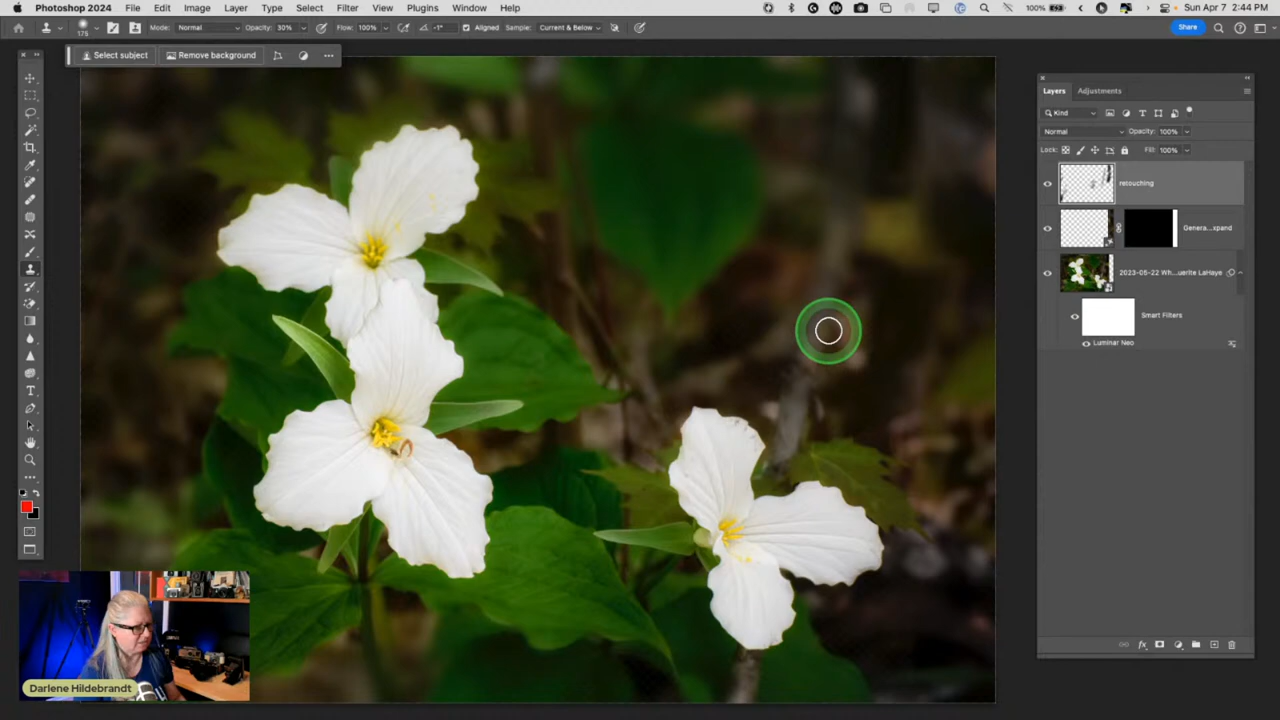 Photoshop 2024 File Edit Image Layer Type Select Filter View Plugins Window Help 100% Sun Apr 7 2:44 PM
175 Mode: Normal Opacity: 30% Flow: 100% -1° Aligned Sample: Current & Below Share
Select subject Remove background
Layers Adjustments
Kind
Normal Opacity: 100%
Lock: Fill: 100%
retouching
Genera...xpand
2023-05-22 Wh...uerite LaHaye
Smart Filters
Luminar Neo
Darlene Hildebrandt